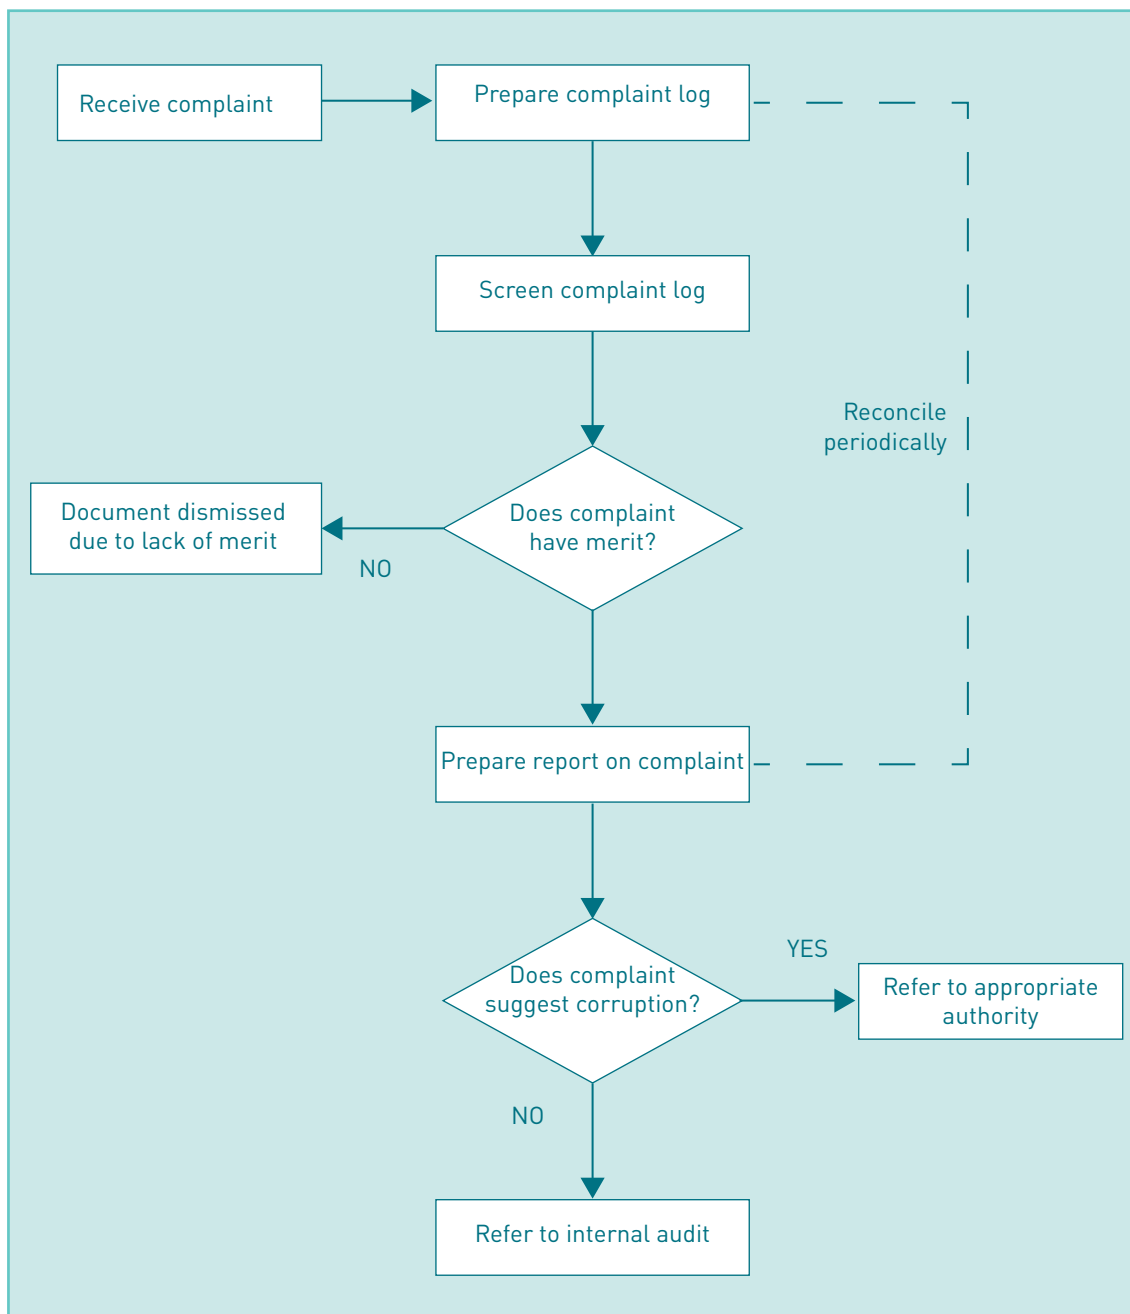 Receive complaint
Prepare complaint log
Screen complaint log
Reconcile
periodically
Does complaint
have merit?
Document dismissed
due to lack of merit
NO
Prepare report on complaint
Does complaint
suggest corruption?
YES
Refer to appropriate
authority
NO
Refer to internal audit